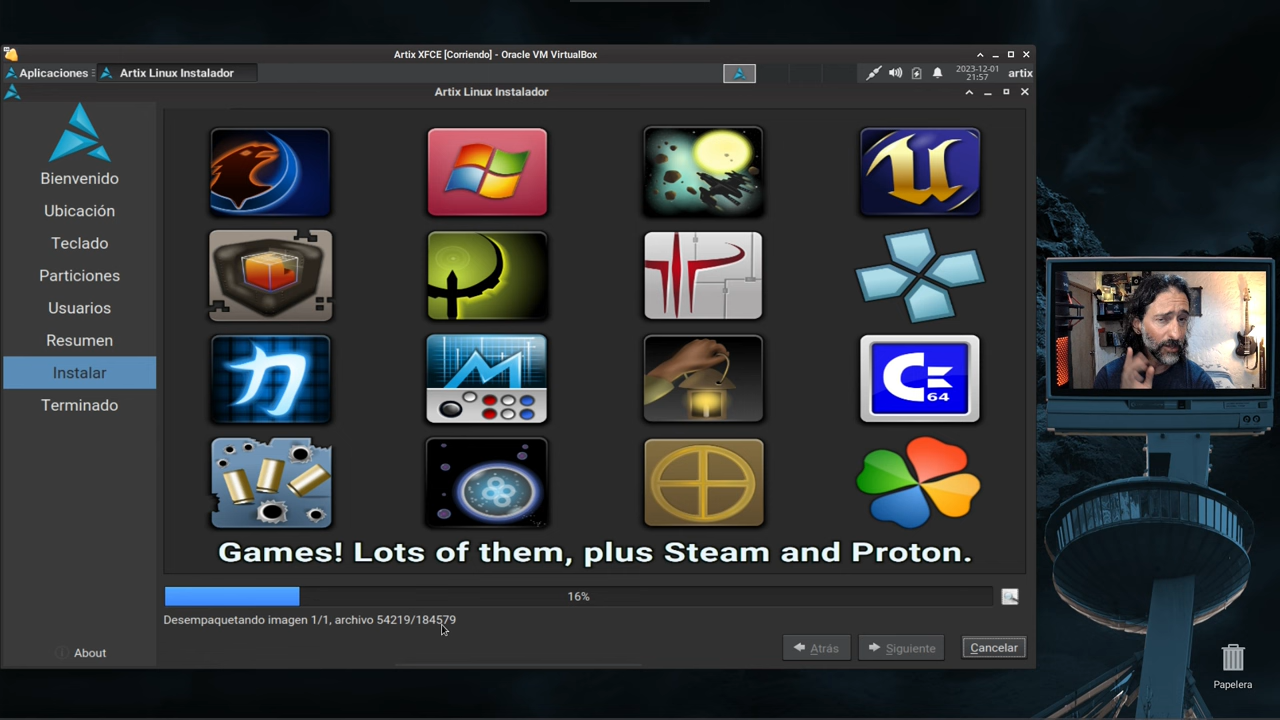 Artix XFCE [Corriendo] - Oracle VM VirtualBox
Aplicaciones
Artix Linux Instalador
2023-12-01
21:57
artix
Artix Linux Instalador
Bienvenido
Ubicación
Teclado
Particiones
Usuarios
Resumen
Instalar
Terminado
64
Games! Lots of them, plus Steam and Proton.
16%
Desempaquetando imagen 1/1, archivo 54219/184579
About
Atrás
Siguiente
Cancelar
Papelera